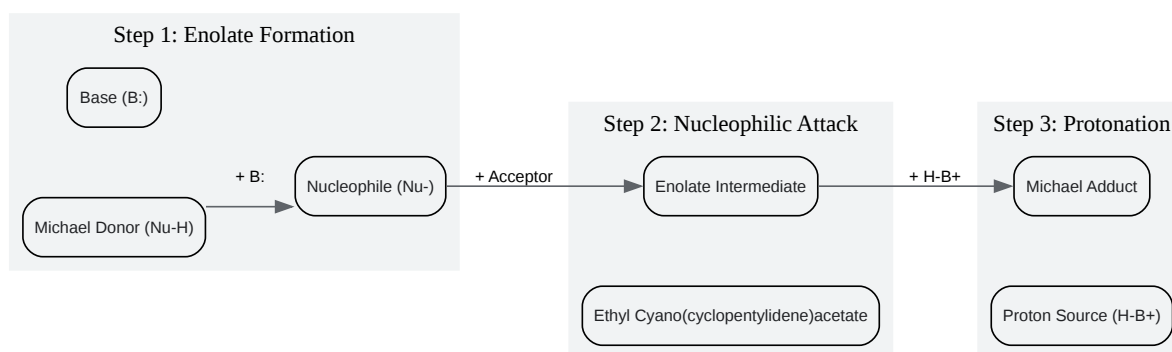 Step 1: Enolate Formation
Base (B:)
Michael Donor (Nu-H)
+ B:
Nucleophile (Nu-)
+ Acceptor
Step 2: Nucleophilic Attack
Enolate Intermediate
Ethyl Cyano(cyclopentylidene)acetate
+ H-B+
Step 3: Protonation
Michael Adduct
Proton Source (H-B+)